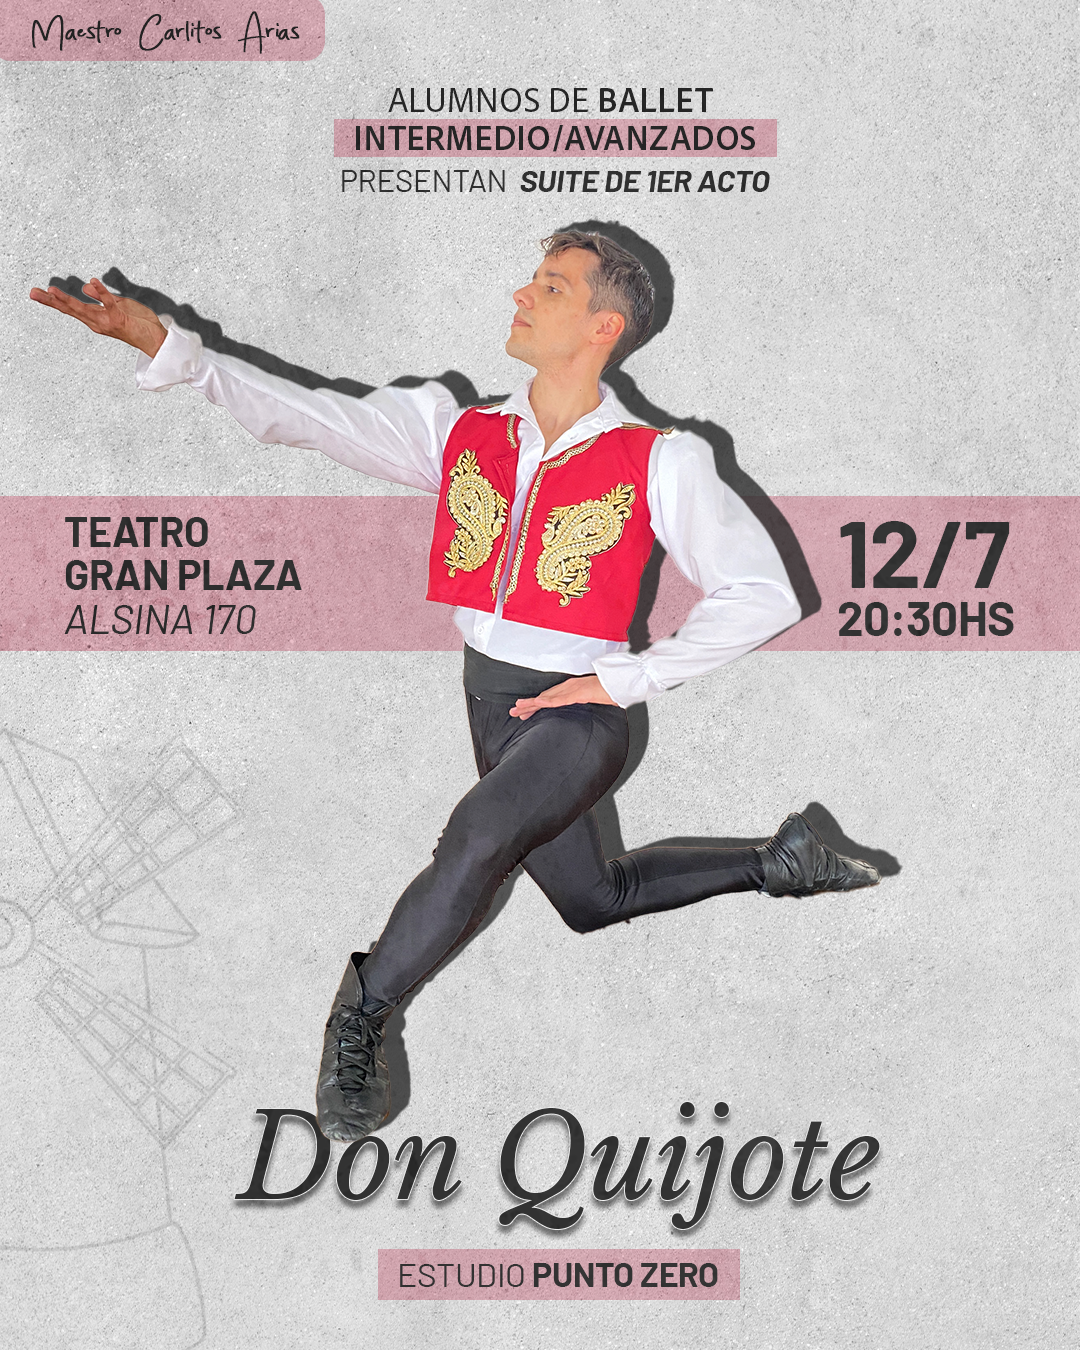 Maestro Carlitos Arias
ALUMNOS DE BALLET
INTERMEDIO/AVANZADOS
PRESENTAN SUITE DE 1ER ACTO
TEATRO
GRAN PLAZA
ALSINA 170
12/7
20:30HS
Don Quijote
ESTUDIO PUNTO ZERO